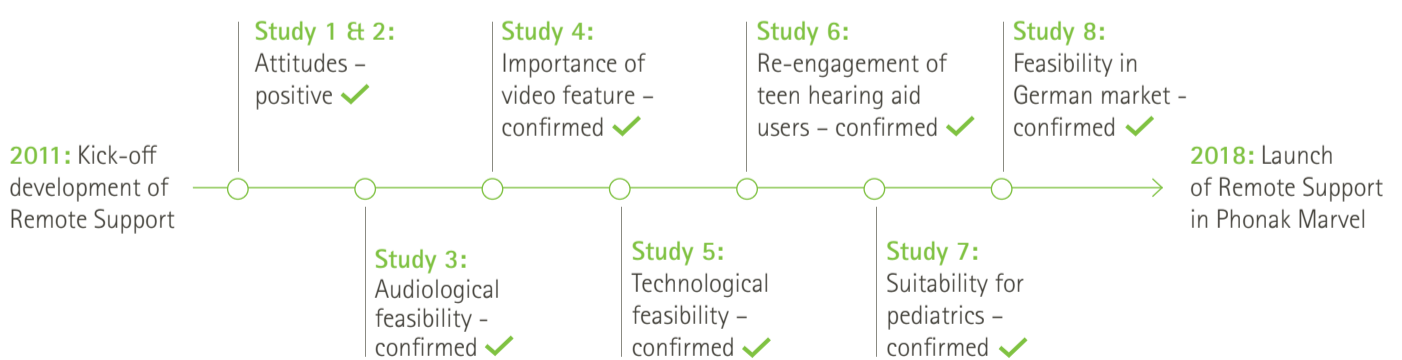 2011: Kick-off
development of
Remote Support
Study 1 & 2:
Attitudes –
positive
Study 3:
Audiological
feasibility -
confirmed
Study 4:
Importance of
video feature –
confirmed
Study 5:
Technological
feasibility –
confirmed
Study 6:
Re-engagement of
teen hearing aid
users – confirmed
Study 7:
Suitability for
pediatrics –
confirmed
Study 8:
Feasibility in
German market -
confirmed
2018: Launch
of Remote Support
in Phonak Marvel